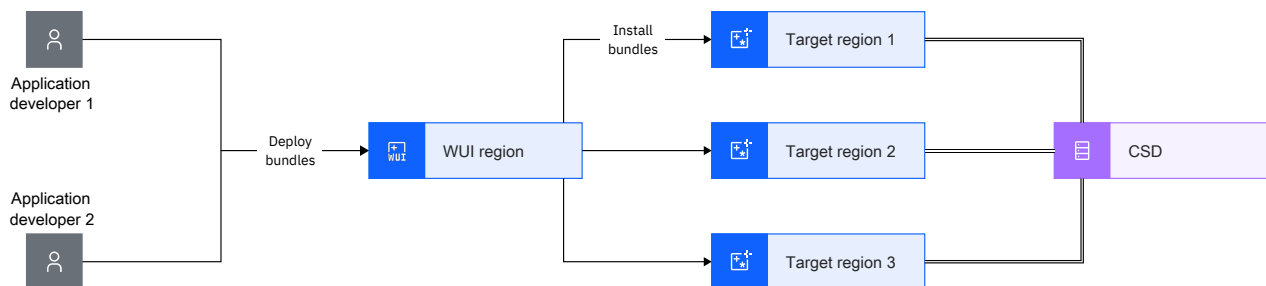 Application
developer 1
Application
developer 2
Deploy
bundles
WUI
WUI region
Install
bundles
Target region 1
Target region 2
Target region 3
CSD